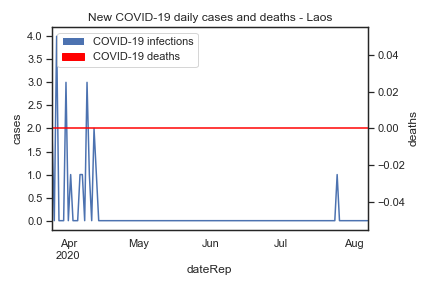 New COVID-19 daily cases and deaths - Laos
COVID-19 infections
COVID-19 deaths
4.0
3.5
3.0
2.5
2.0
1.5
1.0
0.5
0.0
cases
0.04
0.02
0.00
−0.02
−0.04
deaths
Apr May Jun Jul Aug
2020
dateRep